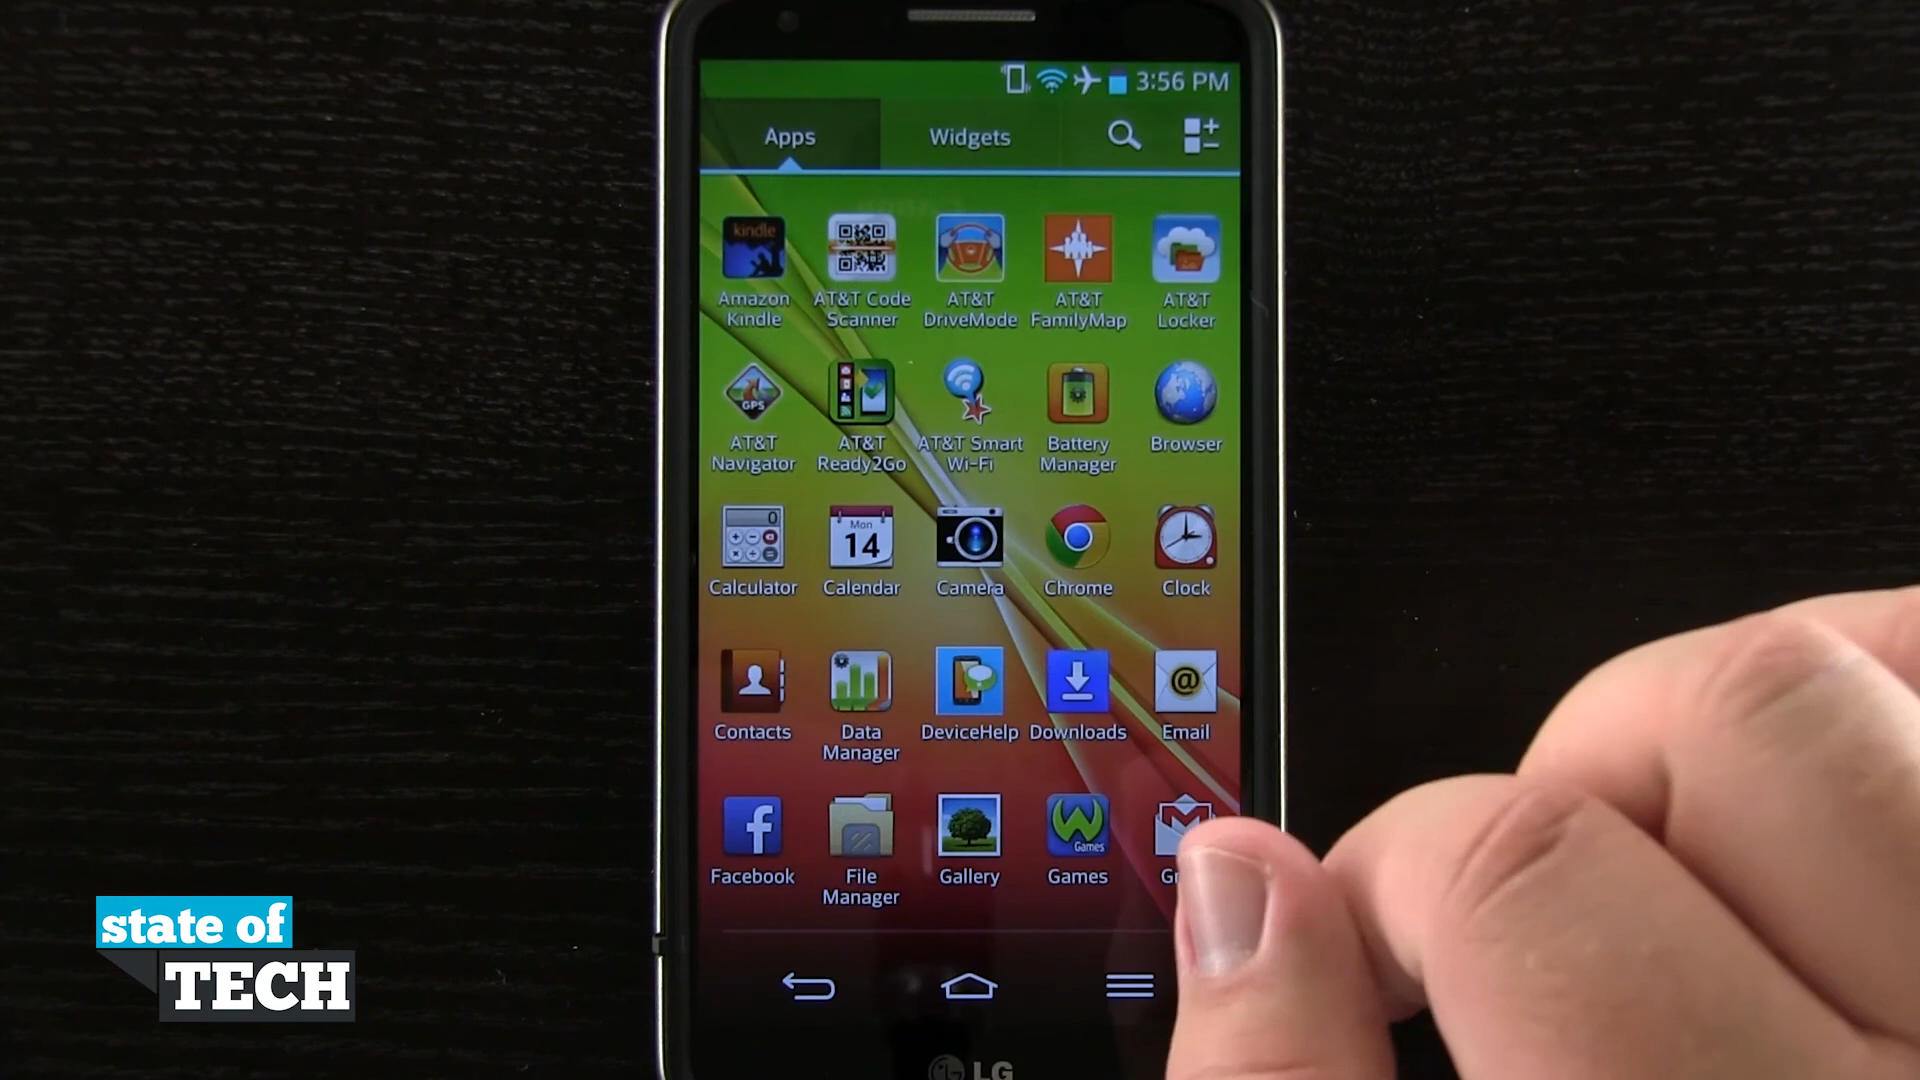 3:56 PM
Apps Widgets
kindle
Amazon Kindle
AT&T Code Scanner
AT&T DriveMode
AT&T FamilyMap
AT&T Locker
GPS
AT&T Navigator
AT&T Ready2Go
AT&T Smart Wi-Fi
Battery Manager
Browser
0
Mon
14
Calculator Calendar Camera Chrome Clock
@
Contacts
Data Manager
DeviceHelp
Downloads
Email
f
W
Games
Facebook
File Manager
Gallery
Games
state of
TECH
LG